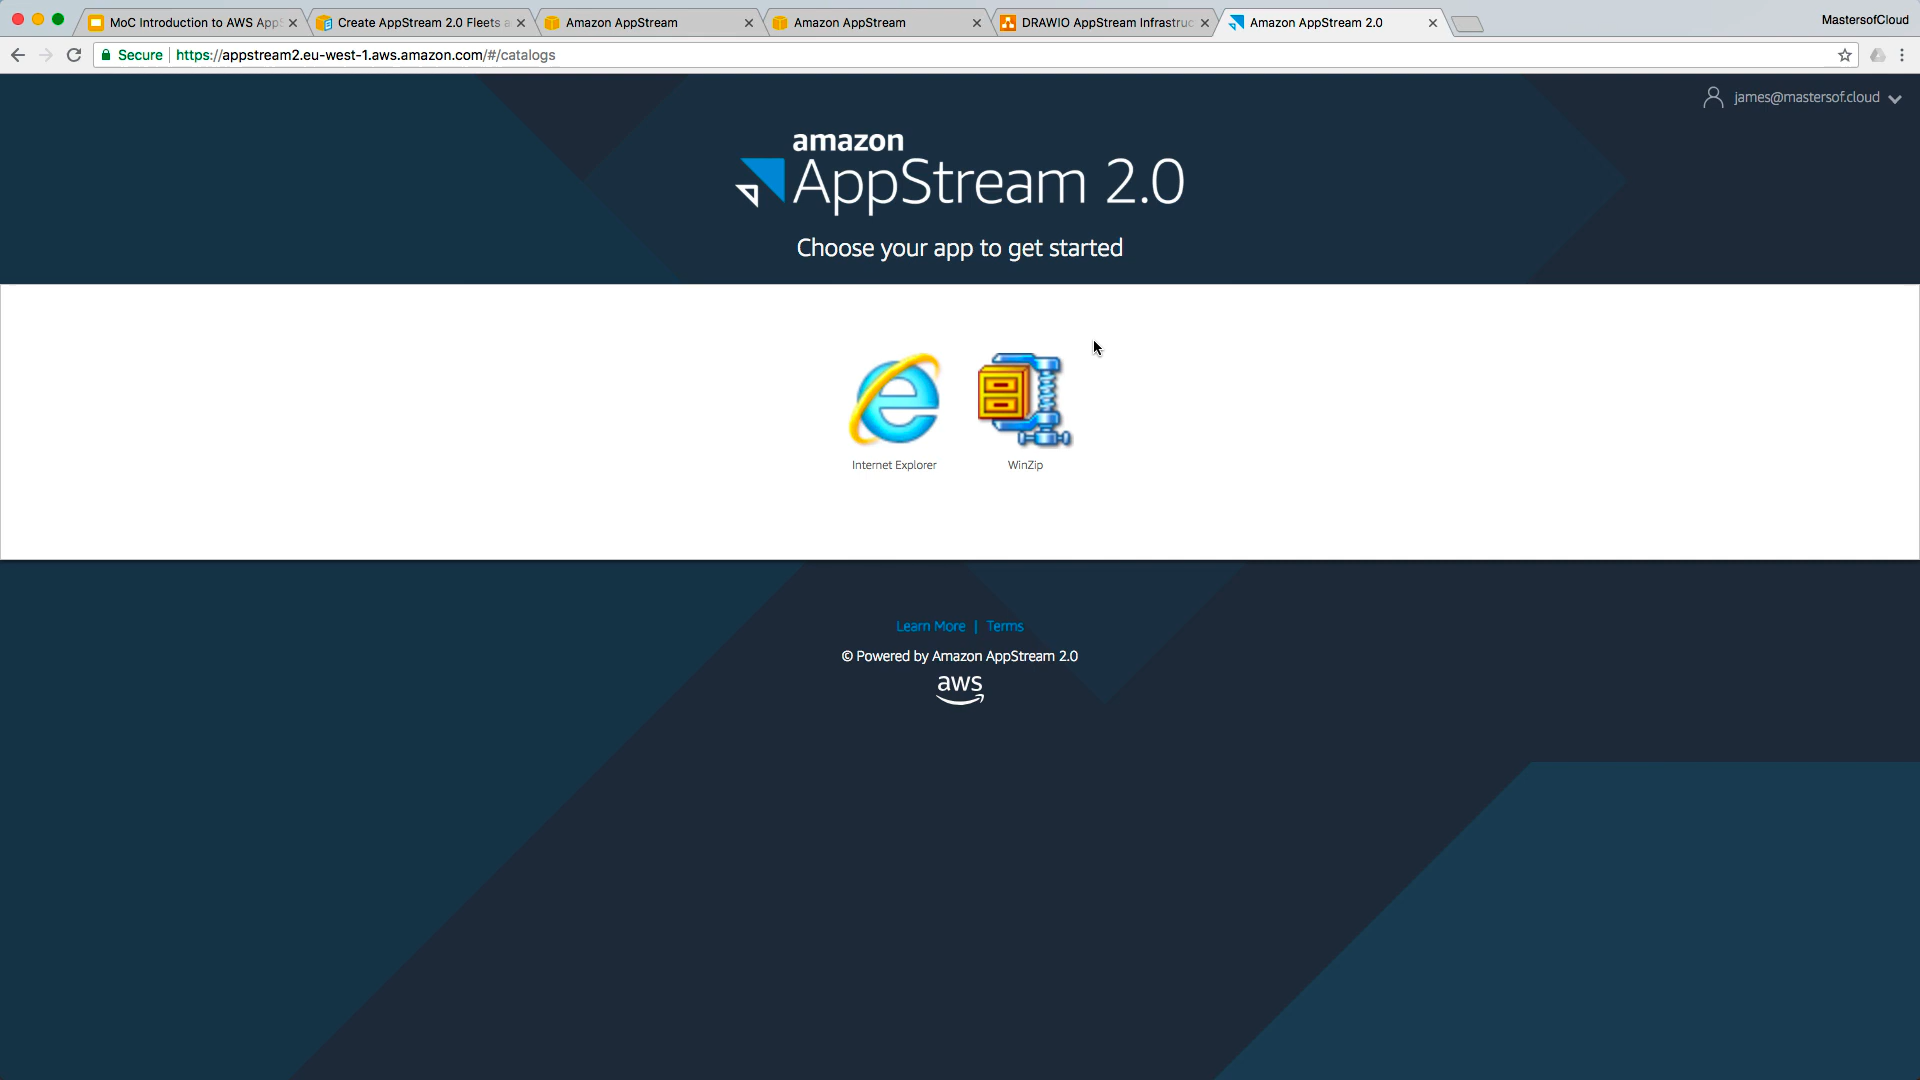 MoC Introduction to AWS App
Create AppStream 2.0 Fleets a
Amazon AppStream
Amazon AppStream
DRAWIO AppStream Infrastruc
Amazon AppStream 2.0
MastersofCloud
Secure
https://appstream2.eu-west-1.aws.amazon.com/#/catalogs
james@mastersof.cloud
amazon
AppStream 2.0
Choose your app to get started
Internet Explorer
WinZip
Learn More | Terms
© Powered by Amazon AppStream 2.0
aws